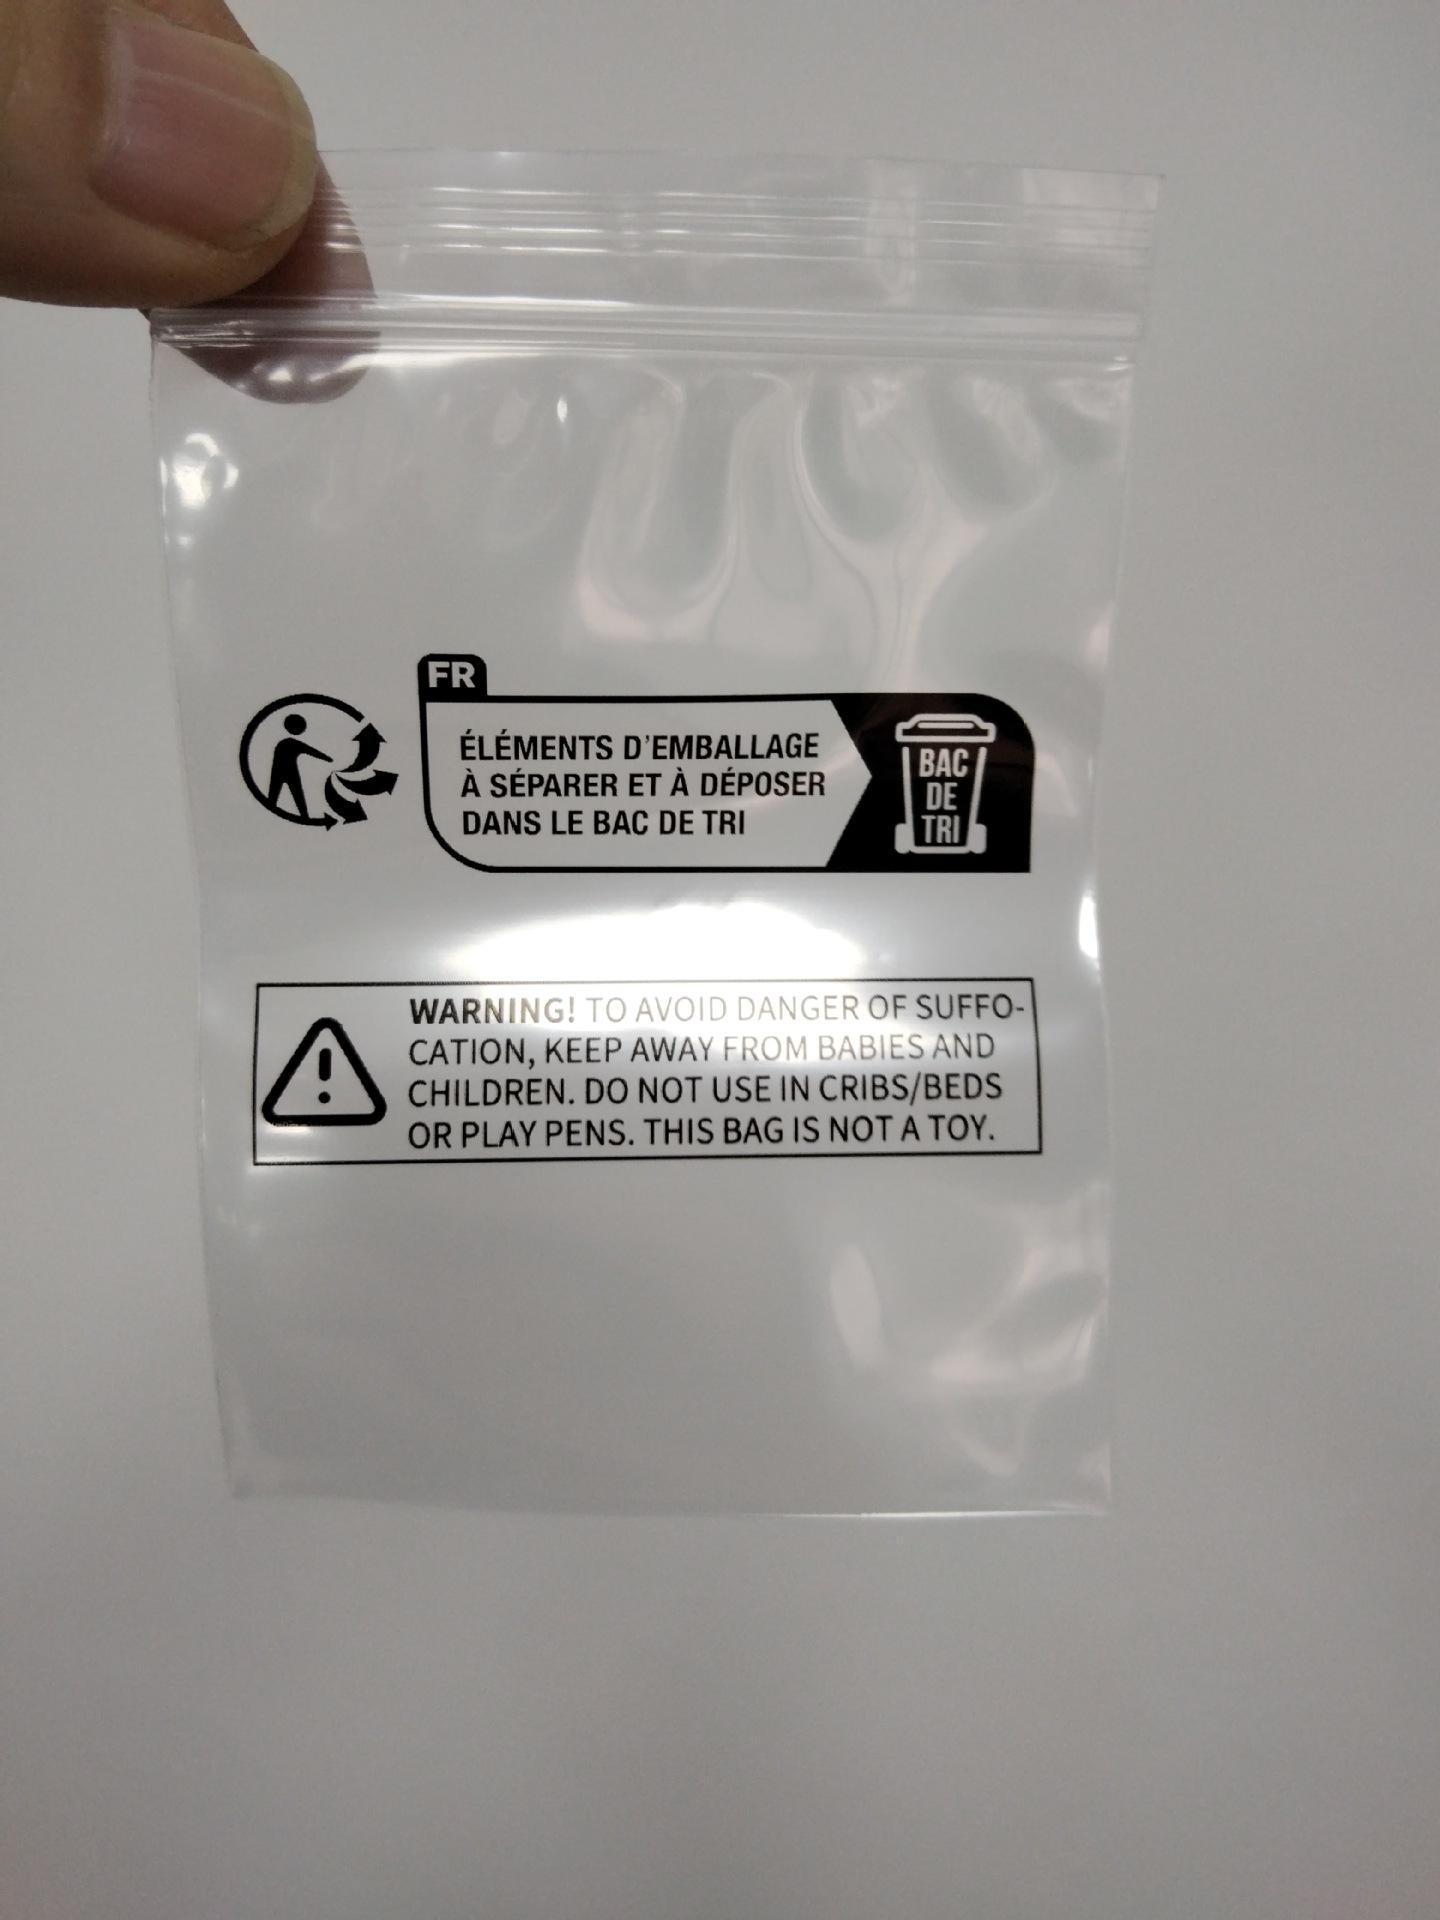 FR
ÉLÉMENTS D'EMBALLAGE
À SÉPARER ET À DÉPOSER
DANS LE BAC DE TRI
BAC
DE
TRI
WARNING! TO AVOID DANGER OF SUFFO-
CATION, KEEP AWAY FROM BABIES AND
CHILDREN. DO NOT USE IN CRIBS/BEDS
OR PLAY PENS. THIS BAG IS NOT A TOY.